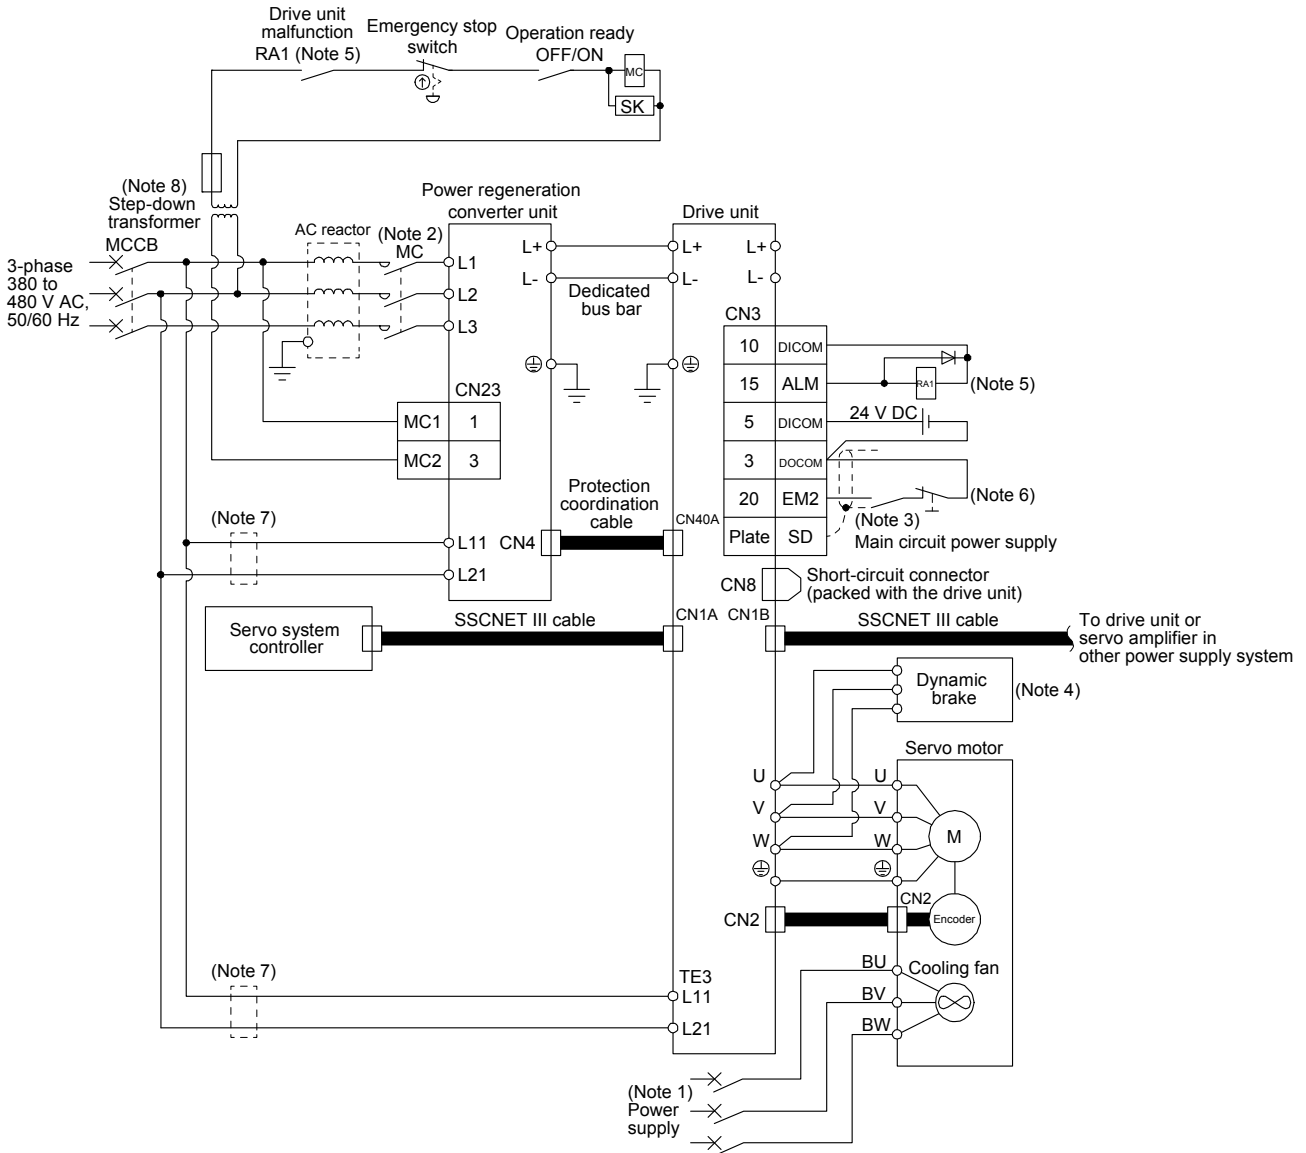 Drive unit
malfunction
RA1 (Note 5)
Emergency stop
switch
Operation ready
OFF/ON
MC
SK
(Note 8)
Step-down
transformer
MCCB
3-phase
380 to
480 V AC,
50/60 Hz
AC reactor
(Note 2)
MC
Power regeneration
converter unit
L1
L2
L3
L+
L-
Dedicated
bus bar
Drive unit
L+
L-
L+
L-
CN23
MC1 1
MC2 3
CN3
10 DICOM
15 ALM
5 DICOM
3 DOCOM
20 EM2
Plate SD
RA1
(Note 5)
24 V DC
(Note 6)
(Note 3)
Main circuit power supply
(Note 7)
L11
L21
CN4
Protection
coordination
cable
CN40A
CN8
Short-circuit connector
(packed with the drive unit)
Servo system
controller
SSCNET III cable
CN1A
CN1B
SSCNET III cable
To drive unit or
servo amplifier in
other power supply system
Dynamic
brake
(Note 4)
Servo motor
U
V
W
U
V
W
M
CN2
CN2
Encoder
(Note 7)
TE3
L11
L21
BU
BV
BW
Cooling fan
(Note 1)
Power
supply